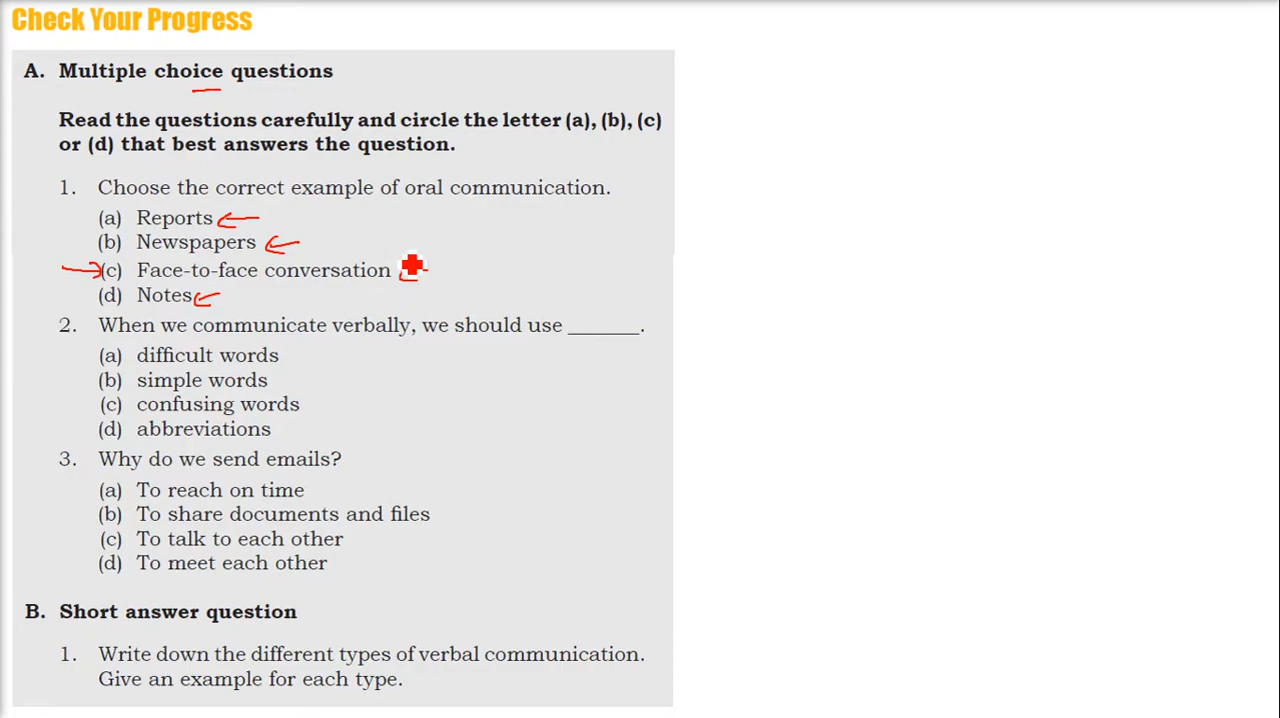 Check Your Progress
A. Multiple choice questions
Read the questions carefully and circle the letter (a), (b), (c)
or (d) that best answers the question.
1. Choose the correct example of oral communication.
(a) Reports
(b) Newspapers
(c) Face-to-face conversation
(d) Notes
2. When we communicate verbally, we should use _______.
(a) difficult words
(b) simple words
(c) confusing words
(d) abbreviations
3. Why do we send emails?
(a) To reach on time
(b) To share documents and files
(c) To talk to each other
(d) To meet each other
B. Short answer question
1. Write down the different types of verbal communication.
Give an example for each type.